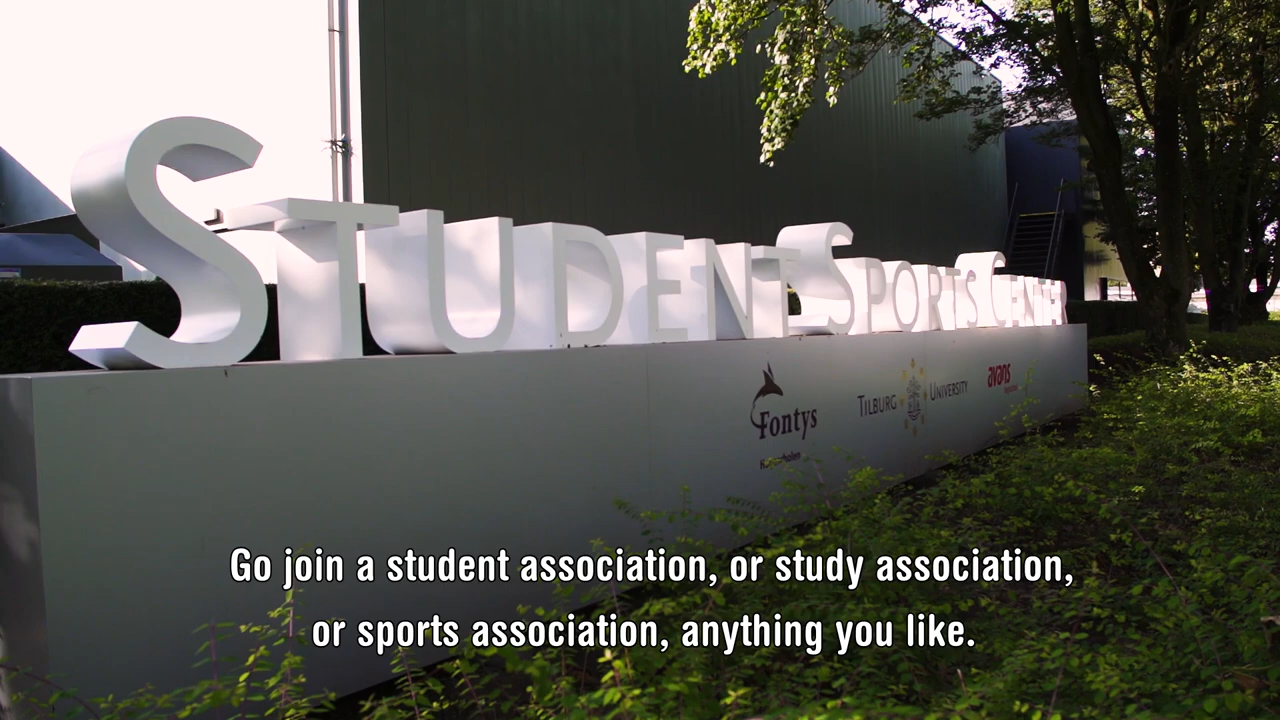 STUDENT SPORTS CENTER
Fontys
TILBURG UNIVERSITY
avans
Go join a student association, or study association,
or sports association, anything you like.